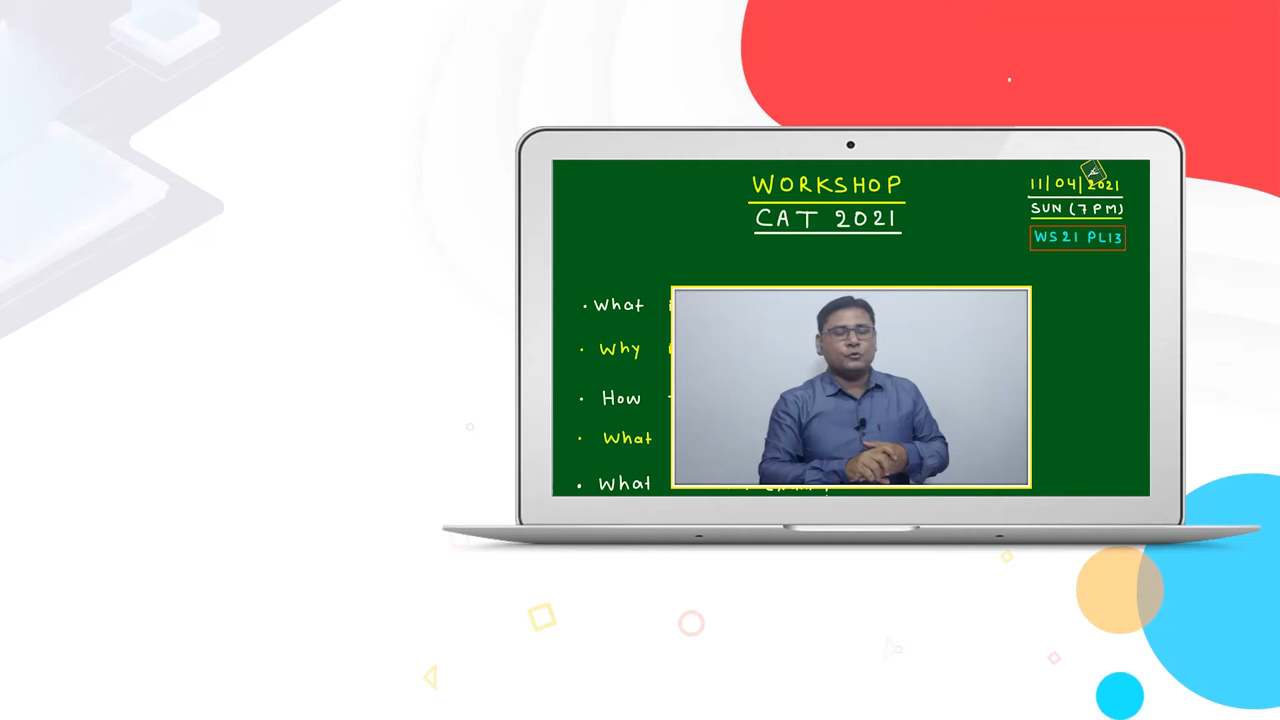 WORKSHOP
CAT 2021
11/04/2021
SUN (7 PM)
WS21 PL13
• What
• Why
• How
• What
• What